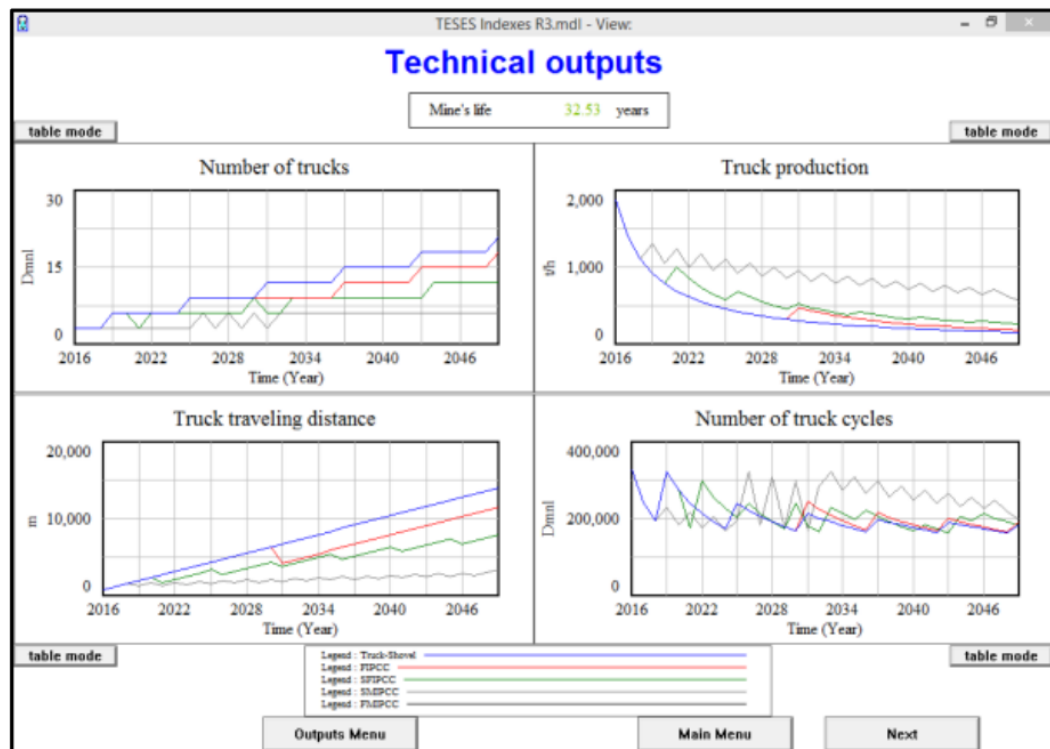 TESES Indexes R3.mdl - View:
Technical outputs
Mine's life 32.53 years
table mode
table mode
Number of trucks
30
15
0
Dmnl
2016 2022 2028 2034 2040 2046
Time (Year)
Truck production
2,000
1,000
0
t/h
2016 2022 2028 2034 2040 2046
Time (Year)
Truck traveling distance
20,000
10,000
0
m
2016 2022 2028 2034 2040 2046
Time (Year)
Number of truck cycles
400,000
200,000
0
Dmnl
2016 2022 2028 2034 2040 2046
Time (Year)
table mode
table mode
Legend : Truck-Shovel
Legend : FIPCC
Legend : SFIPCC
Legend : SMIPCC
Legend : FMIPCC
Outputs Menu
Main Menu
Next